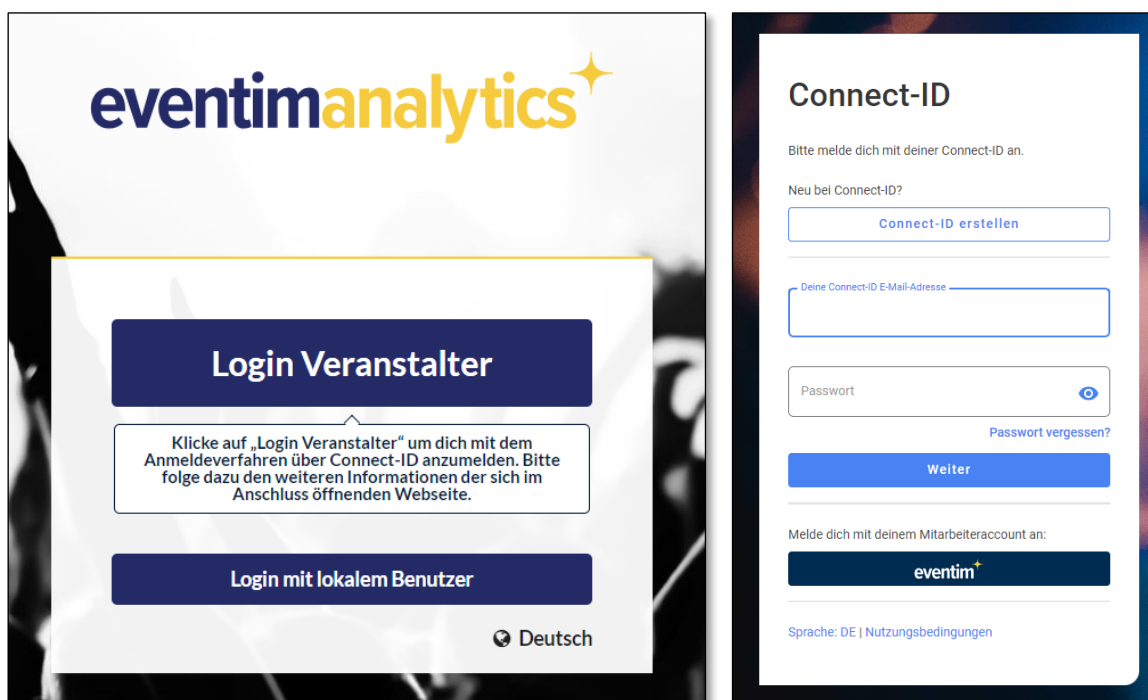 eventimanalytics
Login Veranstalter
Klicke auf „Login Veranstalter“ um dich mit dem
Anmeldeverfahren über Connect-ID anzumelden. Bitte
folge dazu den weiteren Informationen der sich im
Anschluss öffnenden Webseite.
Login mit lokalem Benutzer
Deutsch
Connect-ID
Bitte melde dich mit deiner Connect-ID an.
Neu bei Connect-ID?
Connect-ID erstellen
Deine Connect-ID E-Mail-Adresse
Passwort
Passwort vergessen?
Weiter
Melde dich mit deinem Mitarbeiteraccount an:
eventim
Sprache: DE | Nutzungsbedingungen